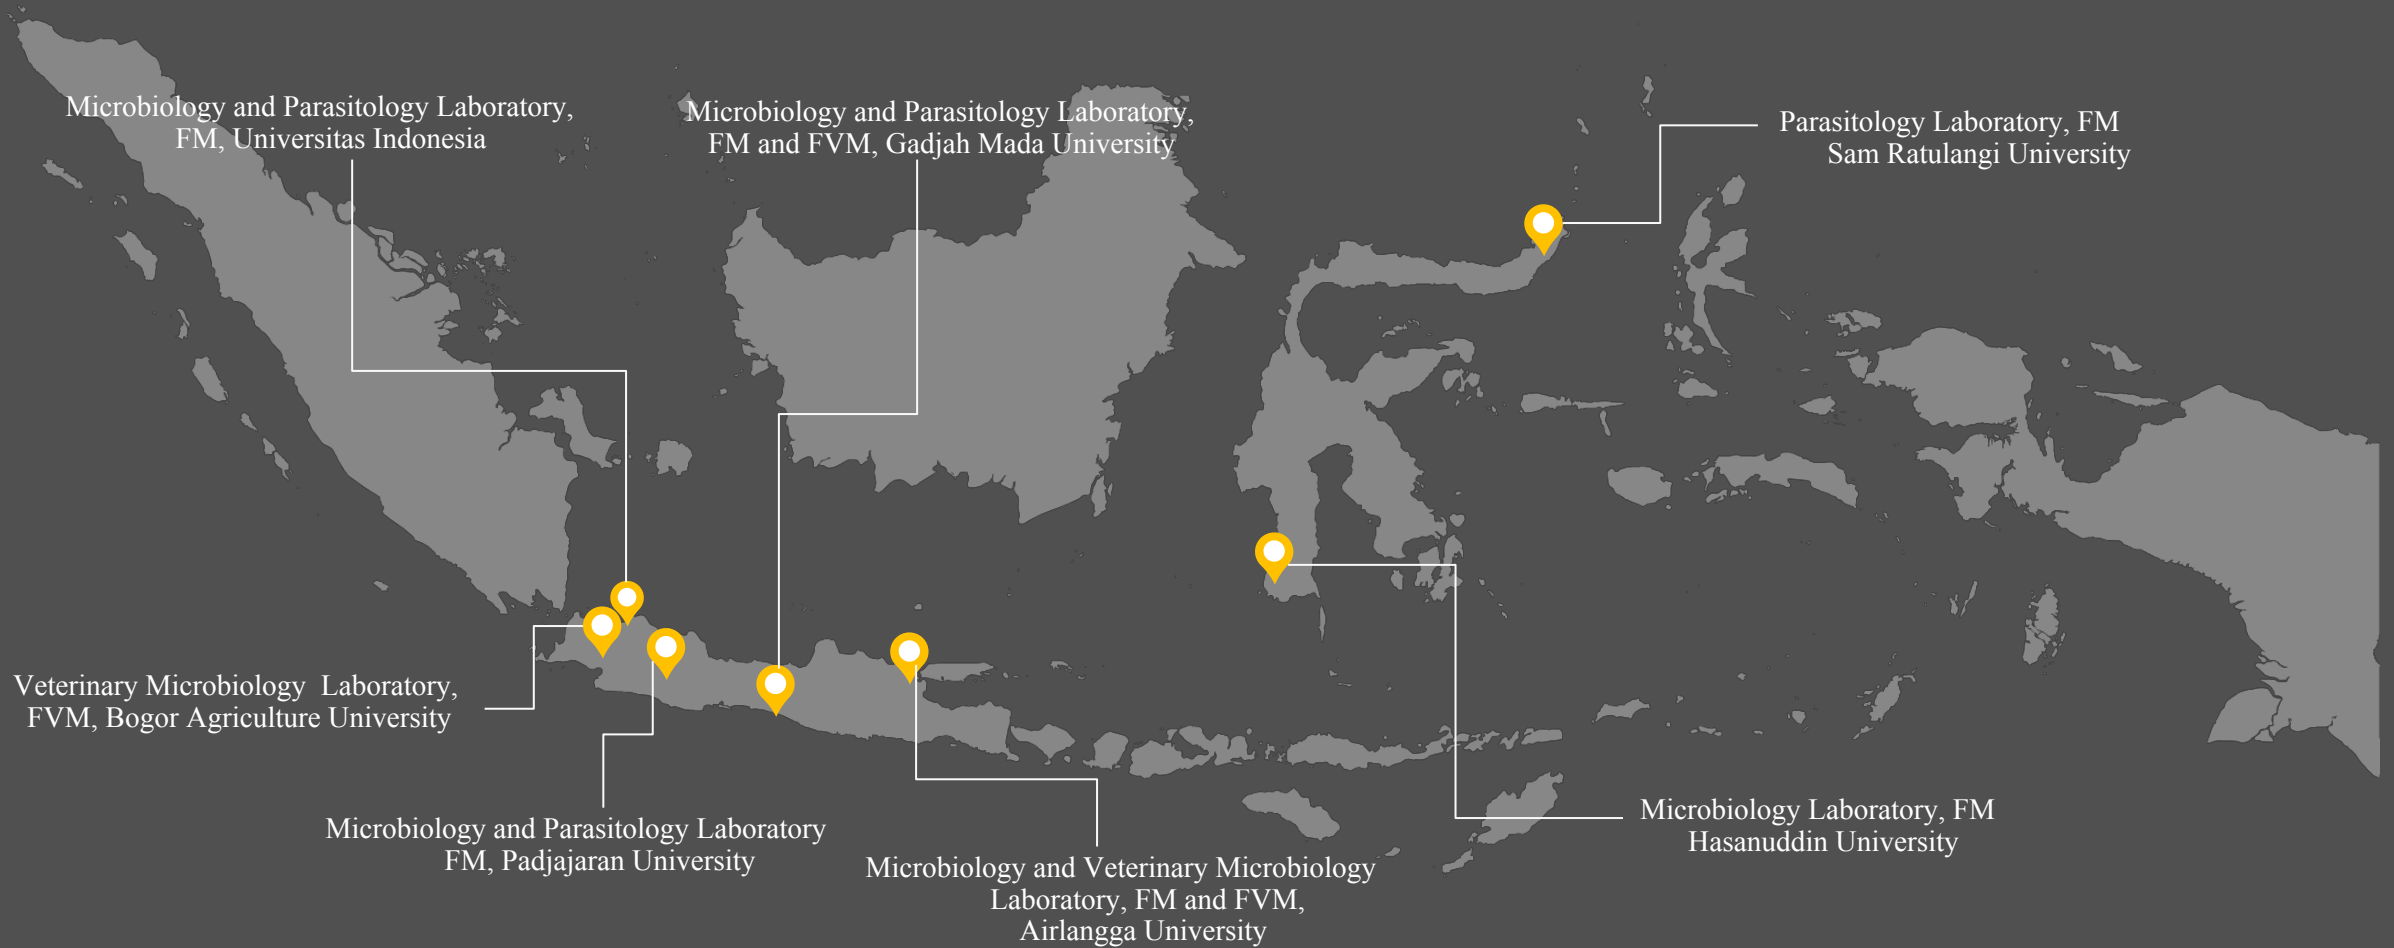 Microbiology and Parasitology Laboratory,
FM, Universitas Indonesia
Microbiology and Parasitology Laboratory,
FM and FVM, Gadjah Mada University
Parasitology Laboratory, FM
Sam Ratulangi University
Veterinary Microbiology Laboratory,
FVM, Bogor Agriculture University
Microbiology and Parasitology Laboratory
FM, Padjajaran University
Microbiology and Veterinary Microbiology
Laboratory, FM and FVM,
Airlangga University
Microbiology Laboratory, FM
Hasanuddin University